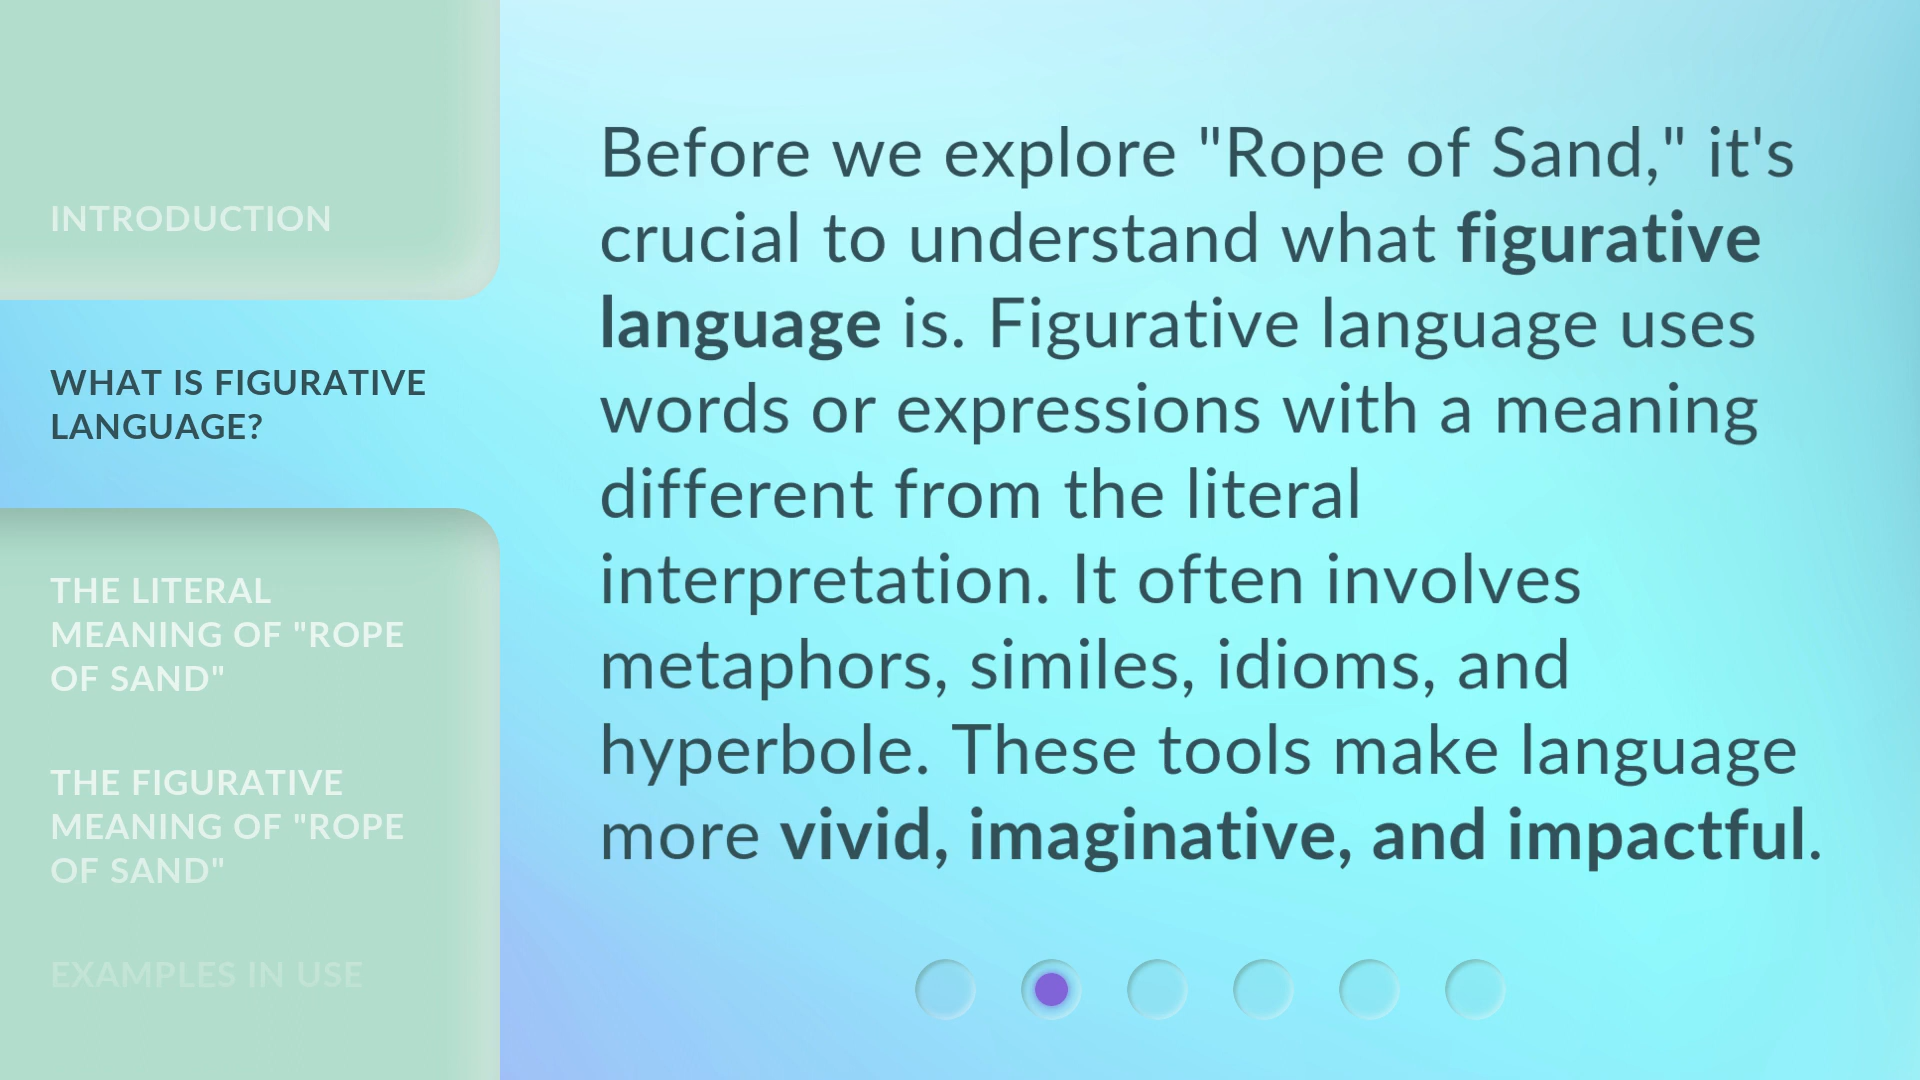 INTRODUCTION
WHAT IS FIGURATIVE
LANGUAGE?
THE LITERAL
MEANING OF "ROPE
OF SAND"
THE FIGURATIVE
MEANING OF "ROPE
OF SAND"
EXAMPLES IN USE
Before we explore "Rope of Sand," it's
crucial to understand what figurative
language is. Figurative language uses
words or expressions with a meaning
different from the literal
interpretation. It often involves
metaphors, similes, idioms, and
hyperbole. These tools make language
more vivid, imaginative, and impactful.